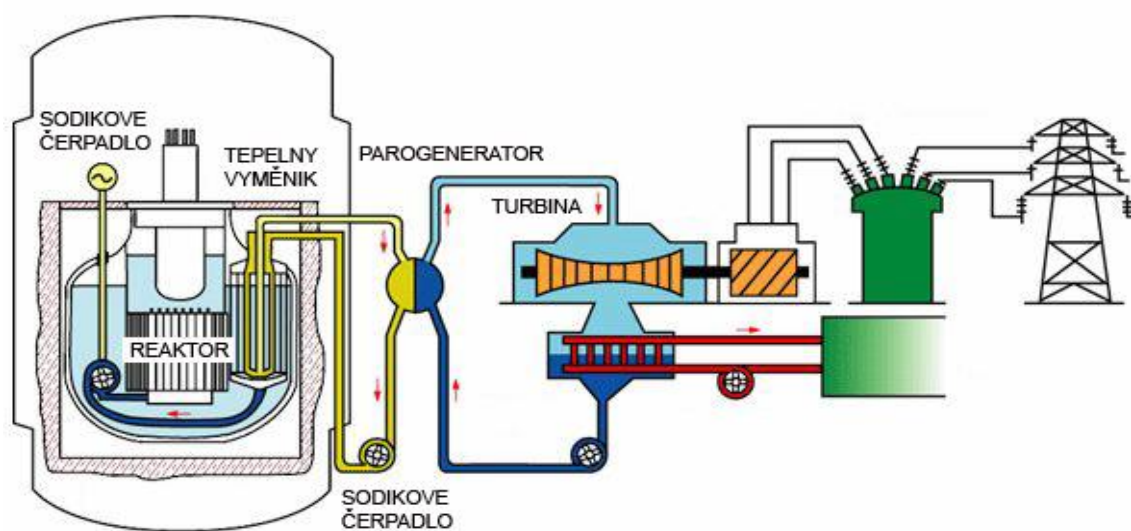 SODIKOVE
ČERPADLO
TEPELNY
VYMĚNIK
PAROGENERATOR
TURBINA
REAKTOR
SODIKOVE
ČERPADLO